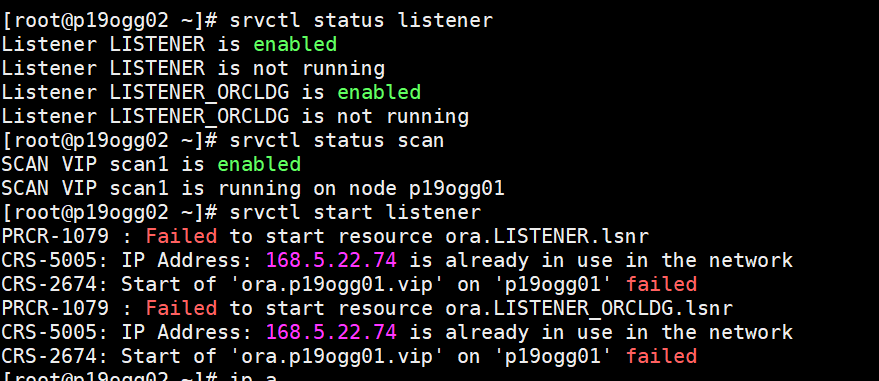 [root@p19ogg02 ~]# srvctl status listener
Listener LISTENER is enabled
Listener LISTENER is not running
Listener LISTENER_ORCLDG is enabled
Listener LISTENER_ORCLDG is not running
[root@p19ogg02 ~]# srvctl status scan
SCAN VIP scan1 is enabled
SCAN VIP scan1 is running on node p19ogg01
[root@p19ogg02 ~]# srvctl start listener
PRCR-1079 : Failed to start resource ora.LISTENER.lsnr
CRS-5005: IP Address: 168.5.22.74 is already in use in the network
CRS-2674: Start of 'ora.p19ogg01.vip' on 'p19ogg01' failed
PRCR-1079 : Failed to start resource ora.LISTENER_ORCLDG.lsnr
CRS-5005: IP Address: 168.5.22.74 is already in use in the network
CRS-2674: Start of 'ora.p19ogg01.vip' on 'p19ogg01' failed
[root@p19ogg02 ~]# ip a